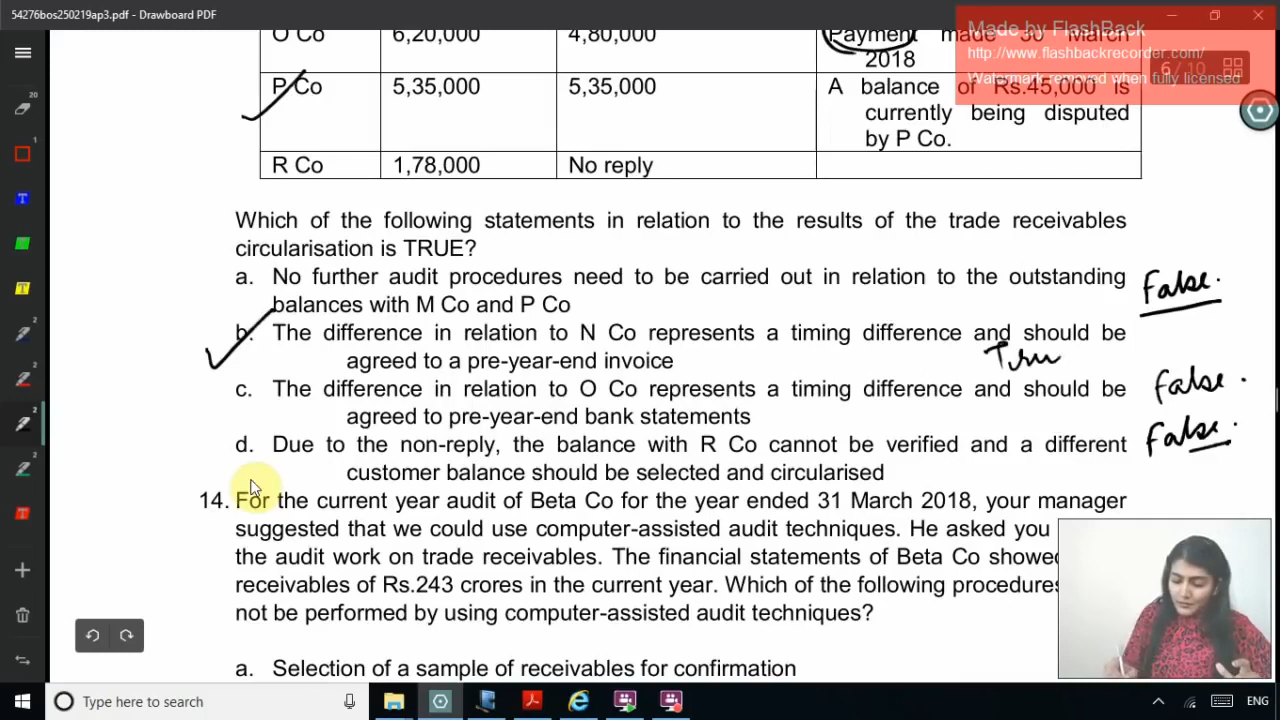 54276bos250219ap3.pdf - Drawboard PDF
Made by FlashBack
http://www.flashbackrecorder.com/
Watermark removed when fully licensed
6 / 10
O Co 6,20,000 4,80,000 Payment made 30 March
2018
P Co 5,35,000 5,35,000 A balance of Rs.45,000 is
currently being disputed
by P Co.
R Co 1,78,000 No reply
Which of the following statements in relation to the results of the trade receivables
circularisation is TRUE?
a. No further audit procedures need to be carried out in relation to the outstanding
balances with M Co and P Co
False.
b. The difference in relation to N Co represents a timing difference and should be
agreed to a pre-year-end invoice
c. The difference in relation to O Co represents a timing difference and should be
agreed to pre-year-end bank statements
False.
d. Due to the non-reply, the balance with R Co cannot be verified and a different
customer balance should be selected and circularised
False.
14. For the current year audit of Beta Co for the year ended 31 March 2018, your manager
suggested that we could use computer-assisted audit techniques. He asked you
the audit work on trade receivables. The financial statements of Beta Co showed
receivables of Rs.243 crores in the current year. Which of the following procedures
not be performed by using computer-assisted audit techniques?
a. Selection of a sample of receivables for confirmation
Type here to search
ENG